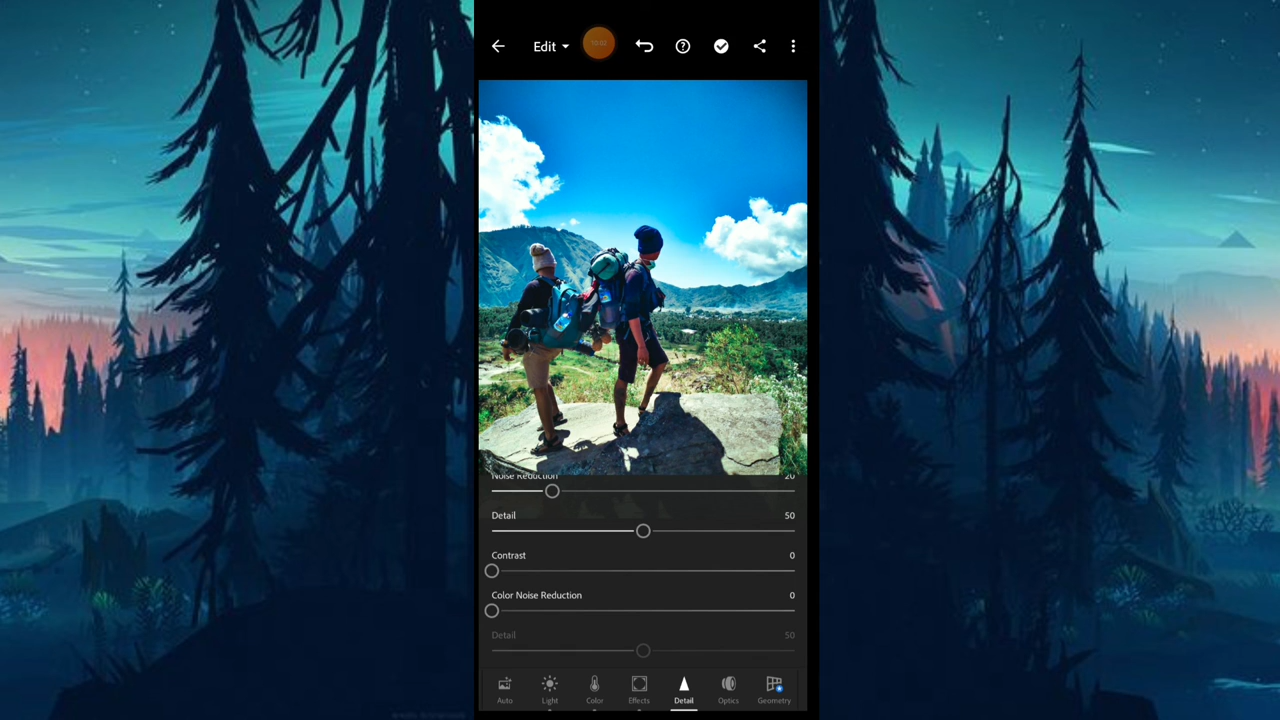 Edit
Noise Reduction 20
Detail 50
Contrast 0
Color Noise Reduction 0
Detail 50
Auto Light Color Effects Detail Optics Geometry